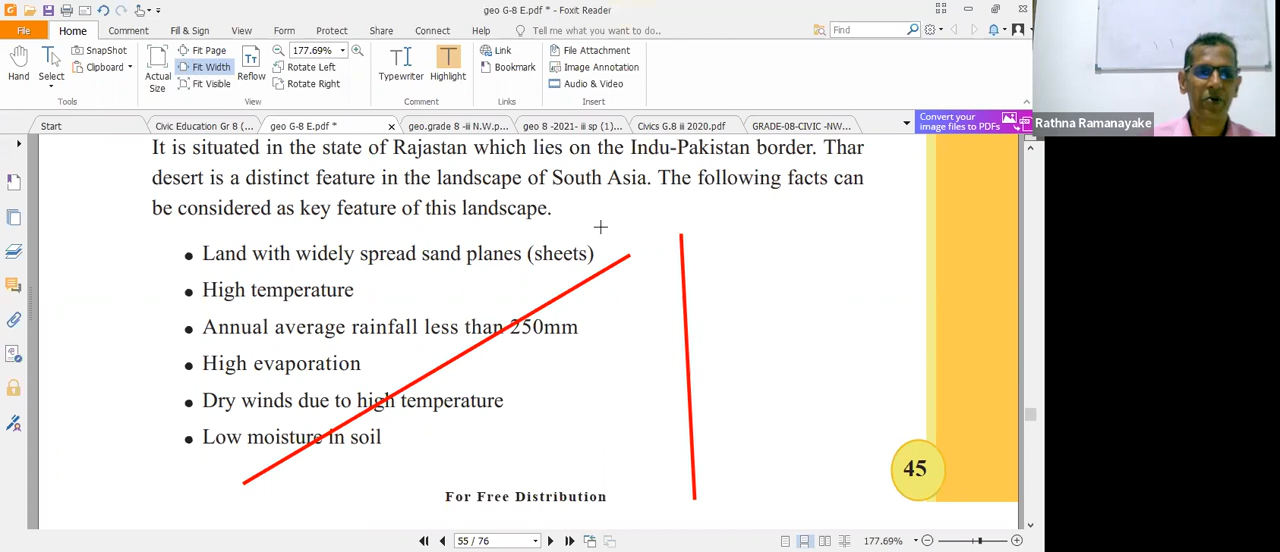 geo G-8 E.pdf * - Foxit Reader
File Home Comment Fill & Sign View Form Protect Share Connect Help Tell me what you want to do.. Find
Hand
Select
SnapShot
Clipboard
Actual Size
Fit Page
Fit Width
Fit Visible
Reflow
177.69%
Rotate Left
Rotate Right
Typewriter
Highlight
Link
Bookmark
File Attachment
Image Annotation
Audio & Video
Tools View Comment Links Insert
Start Civic Education Gr 8 (... geo G-8 E.pdf * geo.grade 8 -ii N.W.p... geo 8 -2021- ii sp (1)... Civics G.8 ii 2020.pdf GRADE-08-CIVIC -NW...
Convert your image files to PDFs
Rathna Ramanayake
It is situated in the state of Rajastan which lies on the Indu-Pakistan border. Thar
desert is a distinct feature in the landscape of South Asia. The following facts can
be considered as key feature of this landscape.
● Land with widely spread sand planes (sheets)
● High temperature
● Annual average rainfall less than 250mm
● High evaporation
● Dry winds due to high temperature
● Low moisture in soil
45
For Free Distribution
55 / 76
177.69%